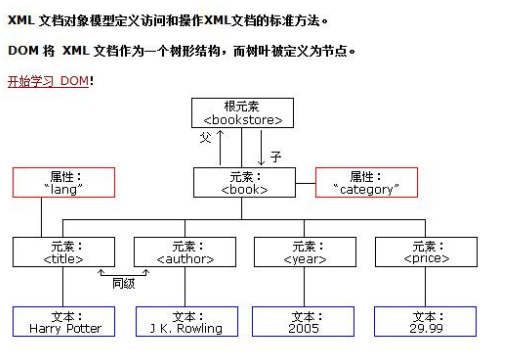 XML 文档对象模型定义访问和操作XML文档的标准方法。
DOM 将 XML 文档作为一个树形结构，而树叶被定义为节点。
开始学习 DOM!
根元素
<bookstore>
父
子
属性：
“lang”
元素：
<book>
属性：
“category”
元素：
<title>
元素：
<author>
元素：
<year>
元素：
<price>
同级
文本：
Harry Potter
文本：
J K. Rowling
文本：
2005
文本：
29.99